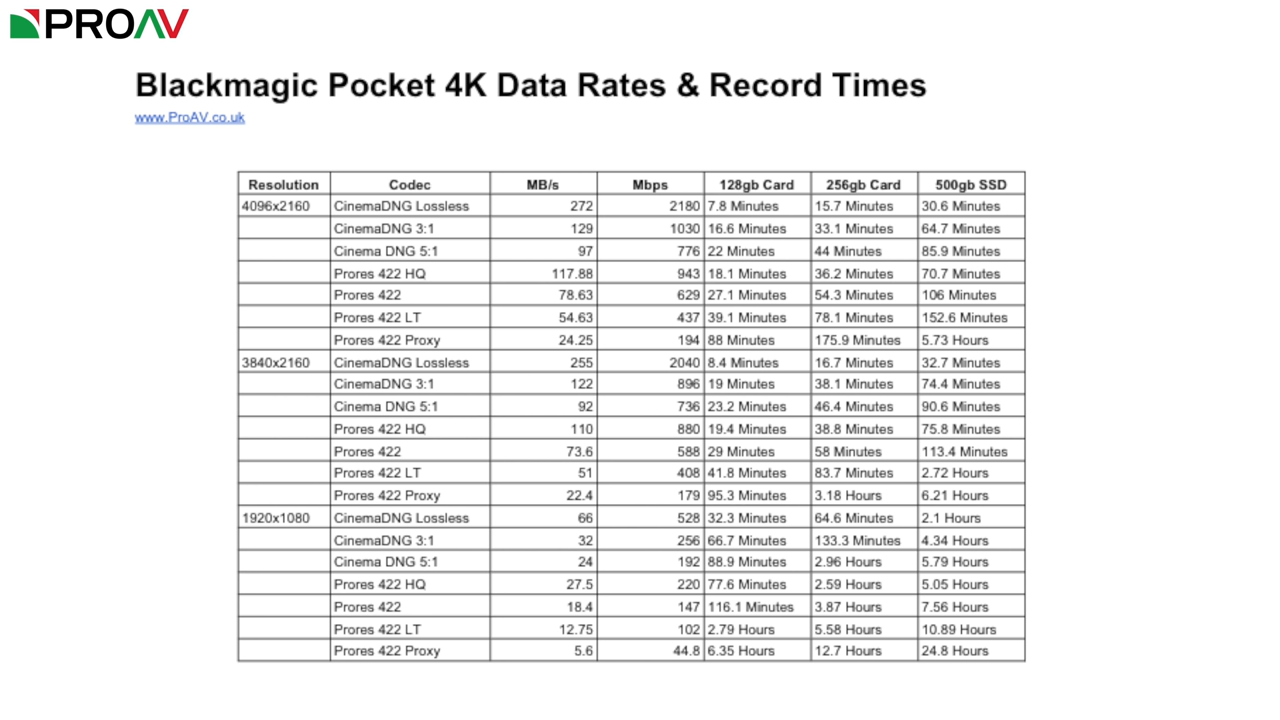 PROAV
Blackmagic Pocket 4K Data Rates & Record Times
www.ProAV.co.uk
Resolution Codec MB/s Mbps 128gb Card 256gb Card 500gb SSD
4096x2160 CinemaDNG Lossless 272 2180 7.8 Minutes 15.7 Minutes 30.6 Minutes
CinemaDNG 3:1 129 1030 16.6 Minutes 33.1 Minutes 64.7 Minutes
Cinema DNG 5:1 97 776 22 Minutes 44 Minutes 85.9 Minutes
Prores 422 HQ 117.88 943 18.1 Minutes 36.2 Minutes 70.7 Minutes
Prores 422 78.63 629 27.1 Minutes 54.3 Minutes 106 Minutes
Prores 422 LT 54.63 437 39.1 Minutes 78.1 Minutes 152.6 Minutes
Prores 422 Proxy 24.25 194 88 Minutes 175.9 Minutes 5.73 Hours
3840x2160 CinemaDNG Lossless 255 2040 8.4 Minutes 16.7 Minutes 32.7 Minutes
CinemaDNG 3:1 122 896 19 Minutes 38.1 Minutes 74.4 Minutes
Cinema DNG 5:1 92 736 23.2 Minutes 46.4 Minutes 90.6 Minutes
Prores 422 HQ 110 880 19.4 Minutes 38.8 Minutes 75.8 Minutes
Prores 422 73.6 588 29 Minutes 58 Minutes 113.4 Minutes
Prores 422 LT 51 408 41.8 Minutes 83.7 Minutes 2.72 Hours
Prores 422 Proxy 22.4 179 95.3 Minutes 3.18 Hours 6.21 Hours
1920x1080 CinemaDNG Lossless 66 528 32.3 Minutes 64.6 Minutes 2.1 Hours
CinemaDNG 3:1 32 256 66.7 Minutes 133.3 Minutes 4.34 Hours
Cinema DNG 5:1 24 192 88.9 Minutes 2.96 Hours 5.79 Hours
Prores 422 HQ 27.5 220 77.6 Minutes 2.59 Hours 5.05 Hours
Prores 422 18.4 147 116.1 Minutes 3.87 Hours 7.56 Hours
Prores 422 LT 12.75 102 2.79 Hours 5.58 Hours 10.89 Hours
Prores 422 Proxy 5.6 44.8 6.35 Hours 12.7 Hours 24.8 Hours